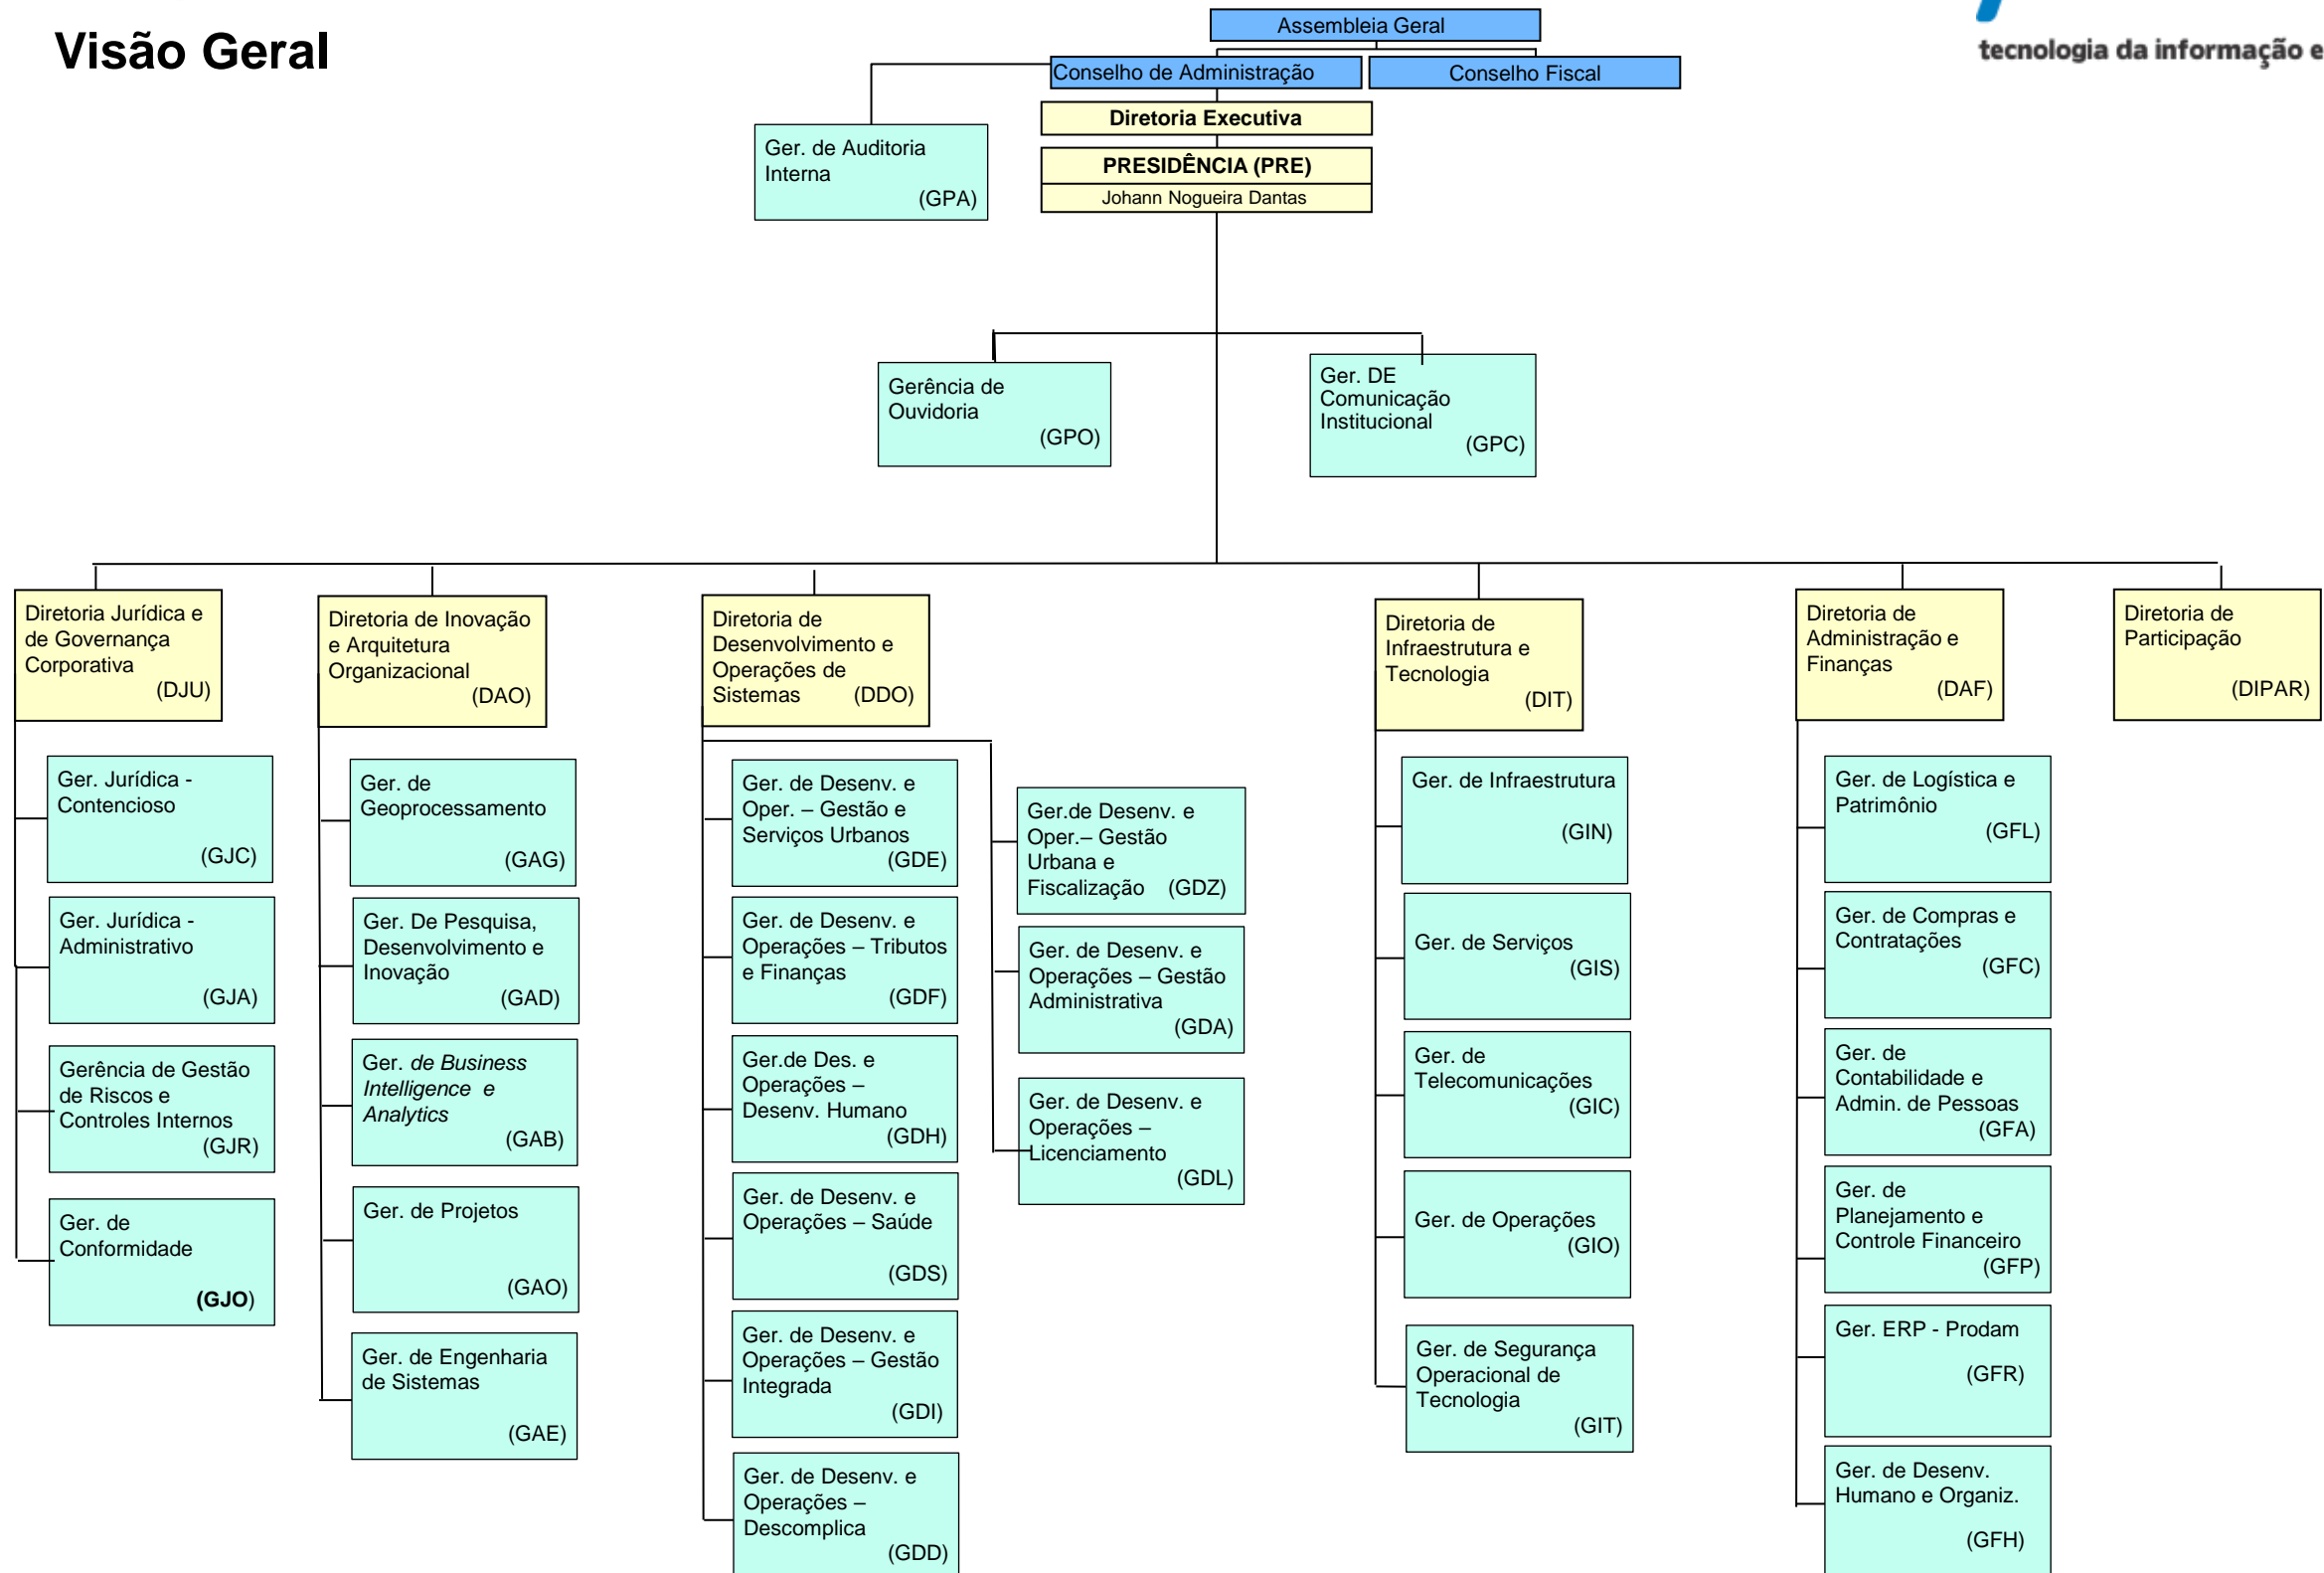 Visão Geral
tecnologia da informação e
Assembleia Geral
Conselho de Administração
Conselho Fiscal
Diretoria Executiva
PRESIDÊNCIA (PRE)
Johann Nogueira Dantas
Ger. de Auditoria
Interna
(GPA)
Gerência de
Ouvidoria
(GPO)
Ger. DE
Comunicação
Institucional
(GPC)
Diretoria Jurídica e
de Governança
Corporativa
(DJU)
Ger. Jurídica -
Contencioso
(GJC)
Ger. Jurídica -
Administrativo
(GJA)
Gerência de Gestão
de Riscos e
Controles Internos
(GJR)
Ger. de
Conformidade
(GJO)
Diretoria de Inovação
e Arquitetura
Organizacional
(DAO)
Ger. de
Geoprocessamento
(GAG)
Ger. De Pesquisa,
Desenvolvimento e
Inovação
(GAD)
Ger. de Business
Intelligence e
Analytics
(GAB)
Ger. de Projetos
(GAO)
Ger. de Engenharia
de Sistemas
(GAE)
Diretoria de
Desenvolvimento e
Operações de
Sistemas (DDO)
Ger. de Desenv. e
Oper. – Gestão e
Serviços Urbanos
(GDE)
Ger. de Desenv. e
Operações – Tributos
e Finanças
(GDF)
Ger.de Des. e
Operações –
Desenv. Humano
(GDH)
Ger. de Desenv. e
Operações – Saúde
(GDS)
Ger. de Desenv. e
Operações – Gestão
Integrada
(GDI)
Ger. de Desenv. e
Operações –
Descomplica
(GDD)
Ger.de Desenv. e
Oper.– Gestão
Urbana e
Fiscalização (GDZ)
Ger. de Desenv. e
Operações – Gestão
Administrativa
(GDA)
Ger. de Desenv. e
Operações –
Licenciamento
(GDL)
Diretoria de
Infraestrutura e
Tecnologia
(DIT)
Ger. de Infraestrutura
(GIN)
Ger. de Serviços
(GIS)
Ger. de
Telecomunicações
(GIC)
Ger. de Operações
(GIO)
Ger. de Segurança
Operacional de
Tecnologia
(GIT)
Diretoria de
Administração e
Finanças
(DAF)
Ger. de Logística e
Patrimônio
(GFL)
Ger. de Compras e
Contratações
(GFC)
Ger. de
Contabilidade e
Admin. de Pessoas
(GFA)
Ger. de
Planejamento e
Controle Financeiro
(GFP)
Ger. ERP - Prodam
(GFR)
Ger. de Desenv.
Humano e Organiz.
(GFH)
Diretoria de
Participação
(DIPAR)